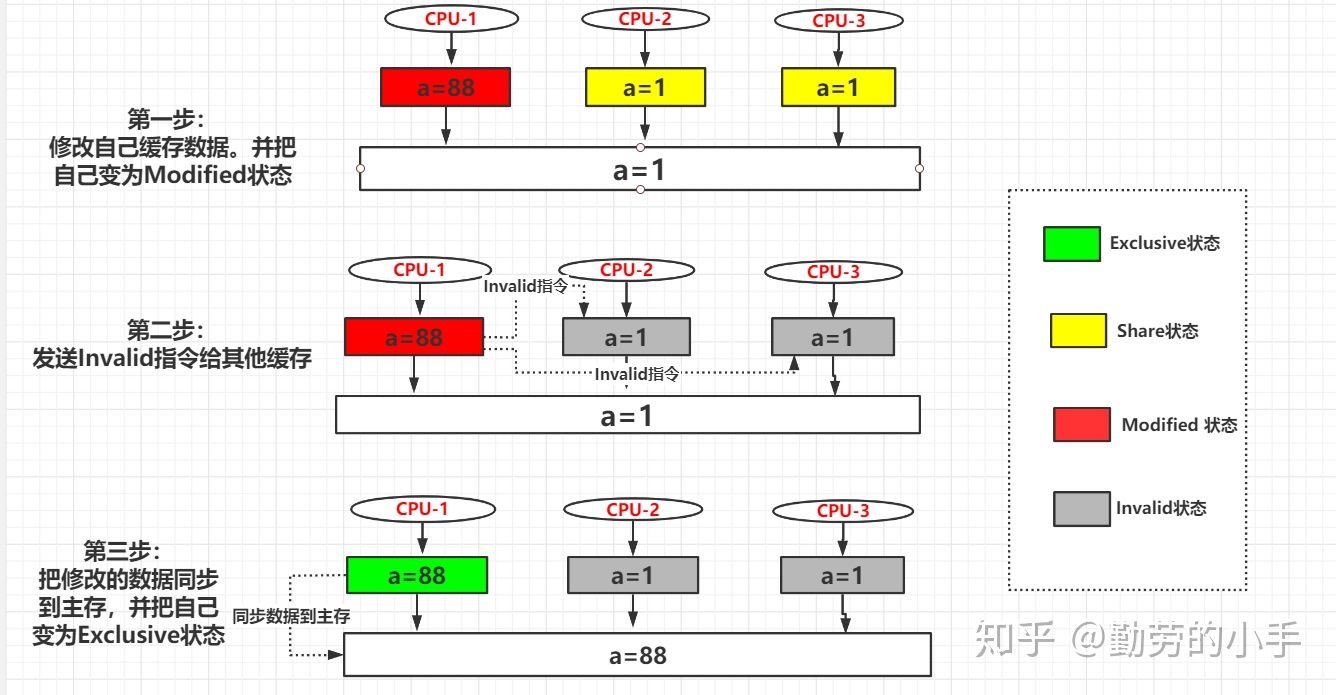 CPU-1
CPU-2
CPU-3
a=88
a=1
a=1
第一步：
修改自己缓存数据。并把
自己变为Modified状态
a=1
Exclusive状态
Share状态
Modified 状态
Invalid状态
CPU-1
CPU-2
CPU-3
Invalid指令
第二步：
发送Invalid指令给其他缓存
a=88
a=1
a=1
Invalid指令
a=1
CPU-1
CPU-2
CPU-3
第三步：
把修改的数据同步
到主存，并把自己
变为Exclusive状态
a=88
a=1
a=1
同步数据到主存
a=88
知乎 @勤劳的小手